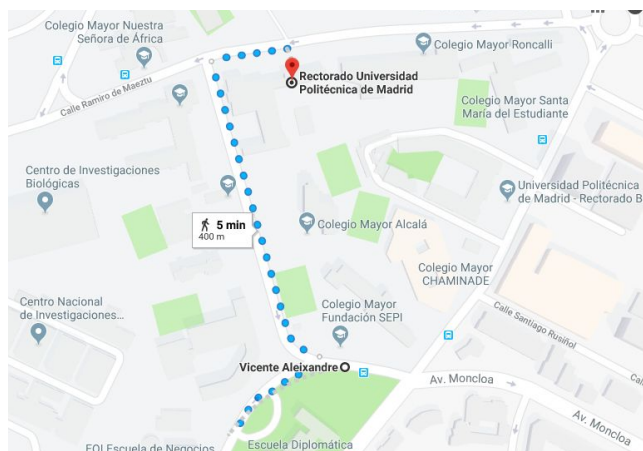 Colegio Mayor Nuestra
Señora de África
Colegio Mayor Roncalli
Rectorado Universidad
Politécnica de Madrid
Calle Ramiro de Maeztu
Colegio Mayor Santa
María del Estudiante
Centro de Investigaciones
Biológicas
Universidad Politécnica
de Madrid - Rectorado B
5 min
400 m
Colegio Mayor Alcalá
Colegio Mayor
CHAMINADE
Centro Nacional
de Investigaciones...
Colegio Mayor
Fundación SEPI
Calle Santiago Rusiñol
Vicente Aleixandre
Av. Moncloa
Av. Moncloa
EOI Escuela de Negocios
Escuela Diplomática